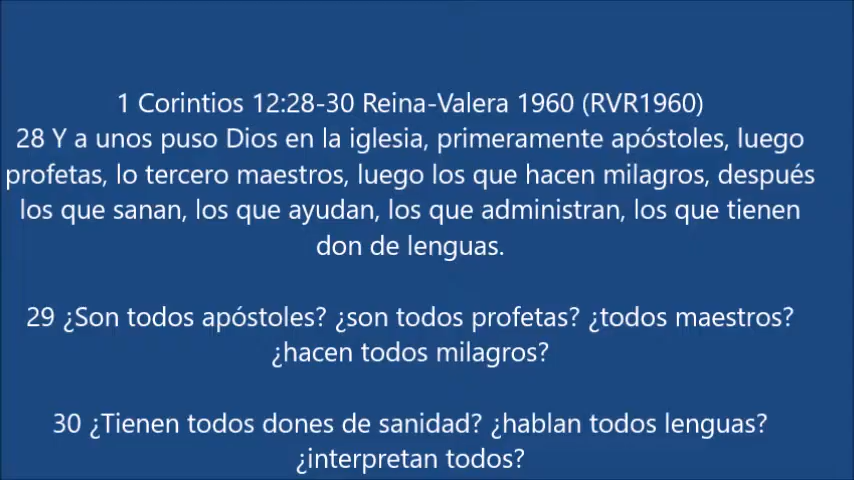 1 Corintios 12:28-30 Reina-Valera 1960 (RVR1960)
28 Y a unos puso Dios en la iglesia, primeramente apóstoles, luego
profetas, lo tercero maestros, luego los que hacen milagros, después
los que sanan, los que ayudan, los que administran, los que tienen
don de lenguas.
29 ¿Son todos apóstoles? ¿son todos profetas? ¿todos maestros?
¿hacen todos milagros?
30 ¿Tienen todos dones de sanidad? ¿hablan todos lenguas?
¿interpretan todos?